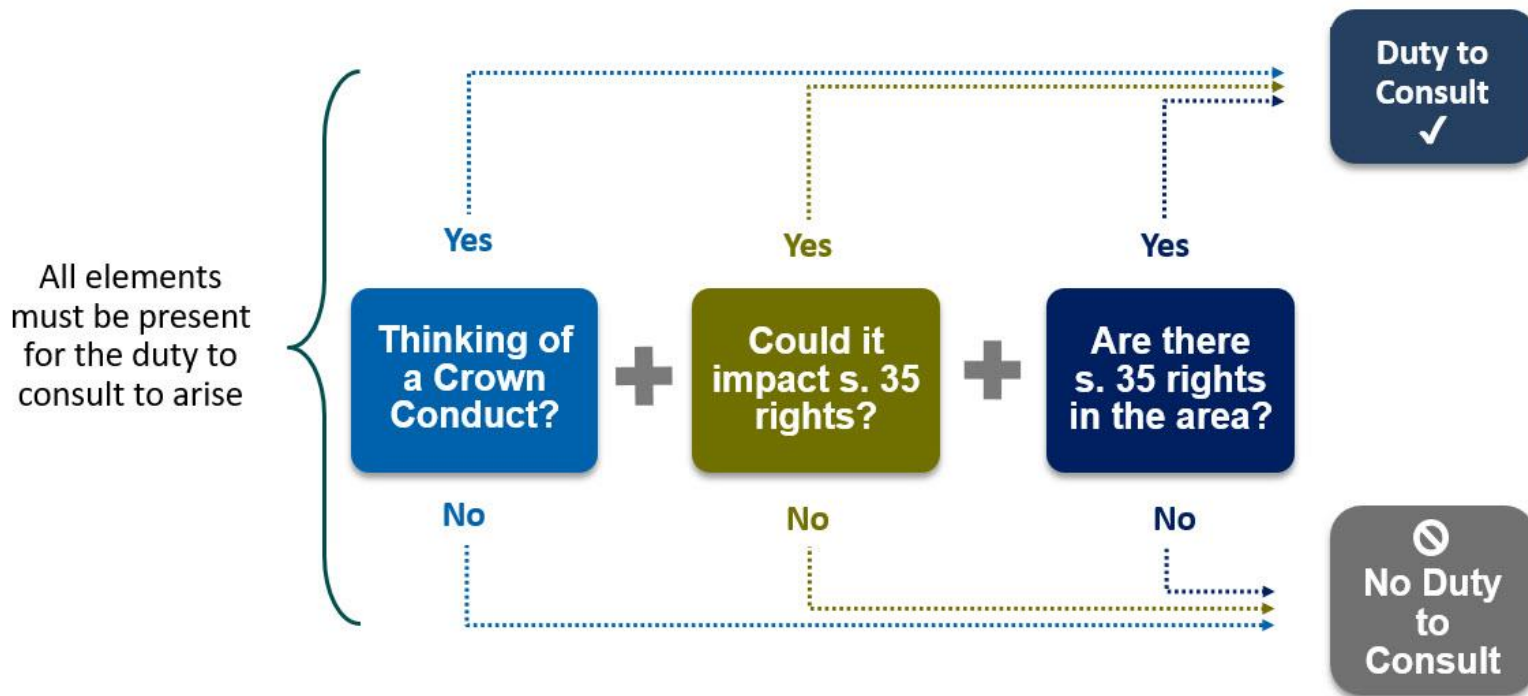 All elements
must be present
for the duty to
consult to arise
Yes
Yes
Yes
Thinking of
a Crown
Conduct?
Could it
impact s. 35
rights?
Are there
s. 35 rights
in the area?
No
No
No
Duty to
Consult
✓
No Duty
to
Consult